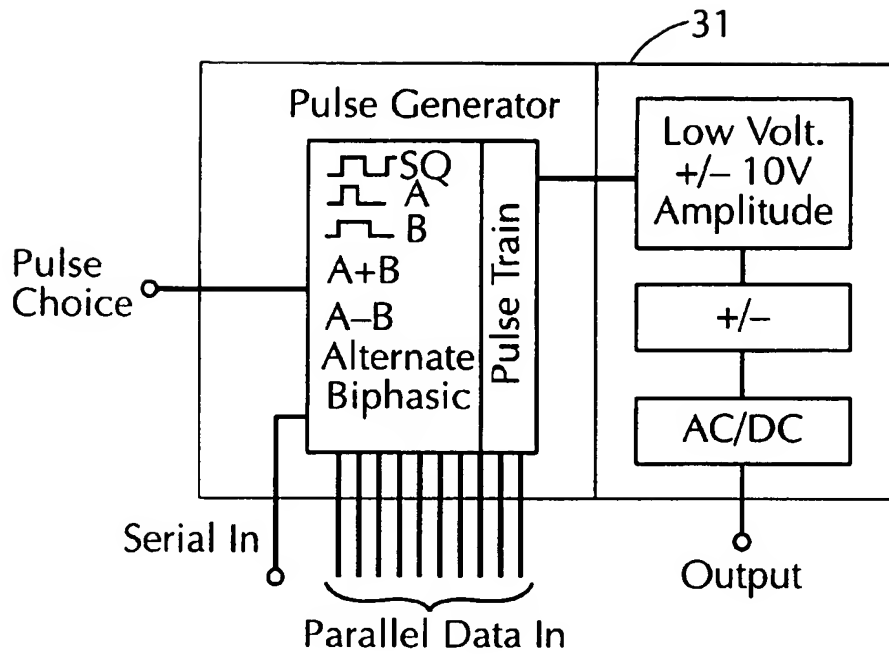 31
Pulse Generator
SQ
A
B
A+B
A–B
Alternate
Biphasic
Pulse Train
Low Volt.
+/– 10V
Amplitude
+/–
AC/DC
Pulse
Choice
Serial In
Parallel Data In
Output